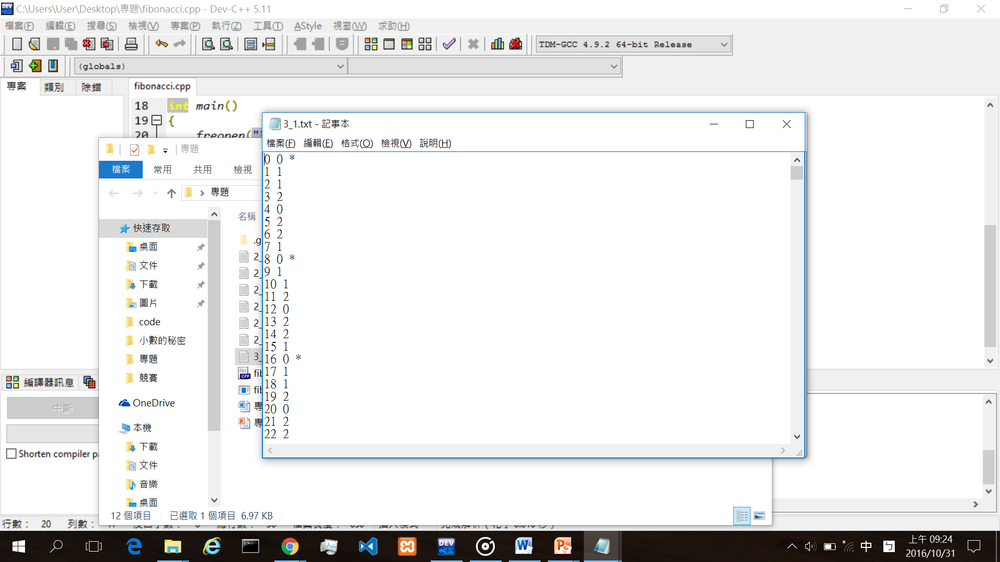 C:\Users\User\Desktop\專題\fibonacci.cpp - Dev-C++ 5.11
檔案(F) 編輯(E) 搜尋(S) 檢視(V) 專案(P) 執行(Z) 工具(T) AStyle 視窗(W) 求助(H)
TDM-GCC 4.9.2 64-bit Release
(globals)
專案 類別 除錯
fibonacci.cpp
18 int main()
19 {
20 freopen("
3_1.txt - 記事本
檔案(F) 編輯(E) 格式(O) 檢視(V) 說明(H)
0 0 *
1 1
2 1
3 2
4 0
5 2
6 2
7 1
8 0 *
9 1
10 1
11 2
12 0
13 2
14 2
15 1
16 0 *
17 1
18 1
19 2
20 0
21 2
22 2
專題
檔案 常用 共用 檢視
專題
名稱
快速存取
桌面
文件
下載
圖片
code
小數的秘密
專題
競賽
OneDrive
本機
下載
文件
音樂
桌面
.g
2_
2_
2_
2_
2_
2_
3_
fib
fib
專
專
12 個項目 已選取 1 個項目 6.97 KB
編譯器訊息
中斷
Shorten compiler pa
行數: 20 列數:
中
上午 09:24
2016/10/31